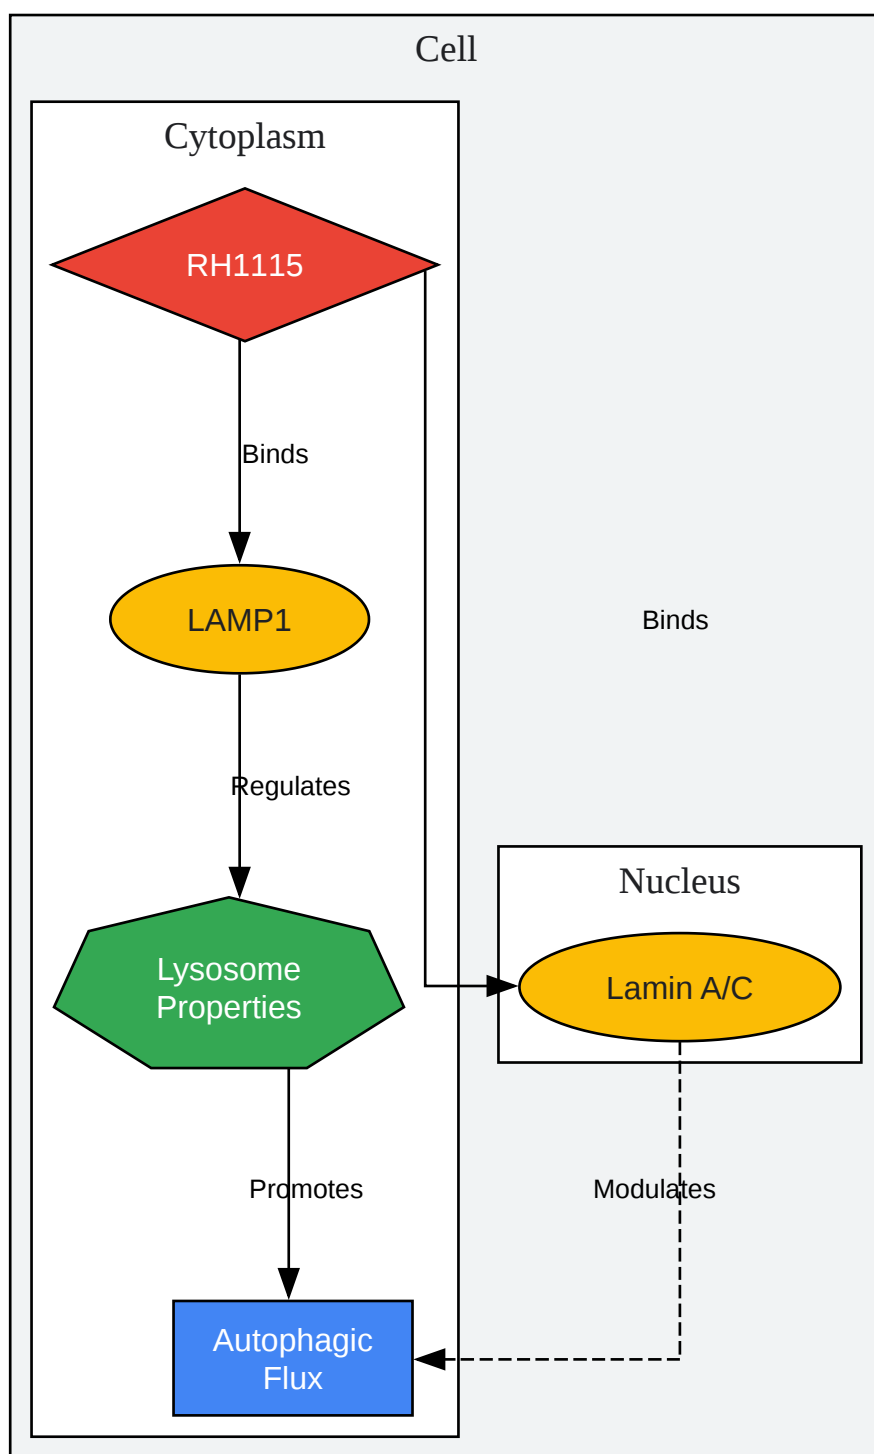 Cell
Cytoplasm
RH1115
Binds
LAMP1
Binds
Regulates
Nucleus
Lysosome
Properties
Lamin A/C
Promotes
Modulates
Autophagic
Flux